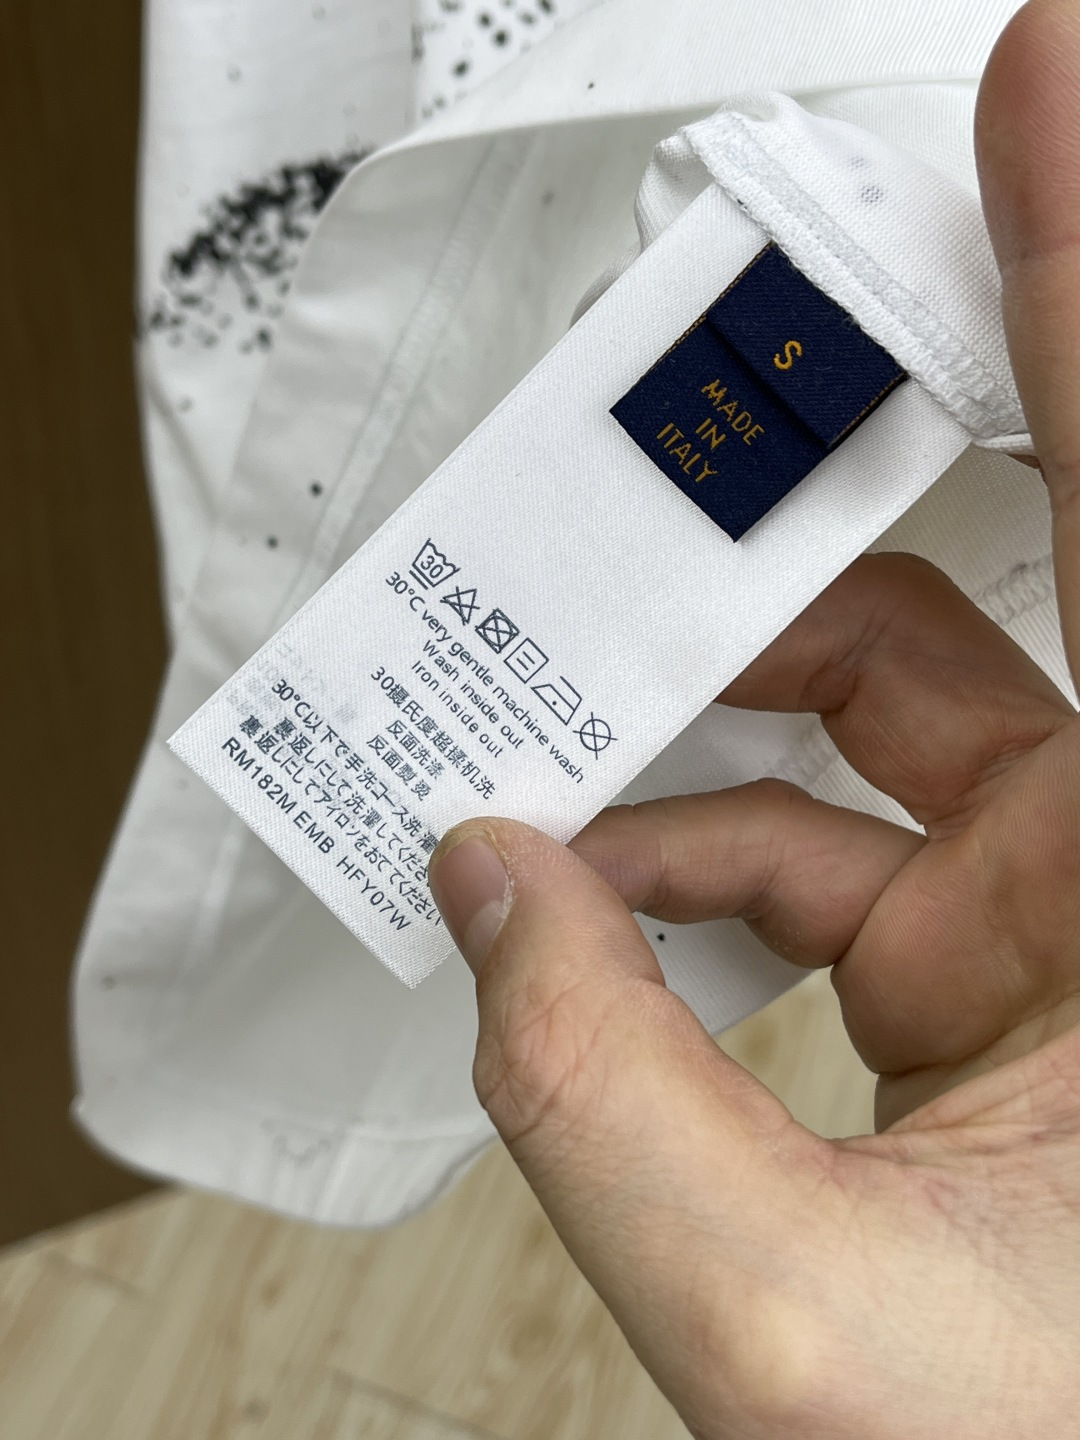 S
MADE
IN
ITALY
30
30°C very gentle machine wash
Wash inside out
Iron inside out
30摄氏度超揉机洗
反面洗涤
反面熨烫
30°C以下で手洗コース洗濯
裏返しにして洗濯してくださ
裏返しにしてアイロンをおててください
RM182M EMB HFY07W